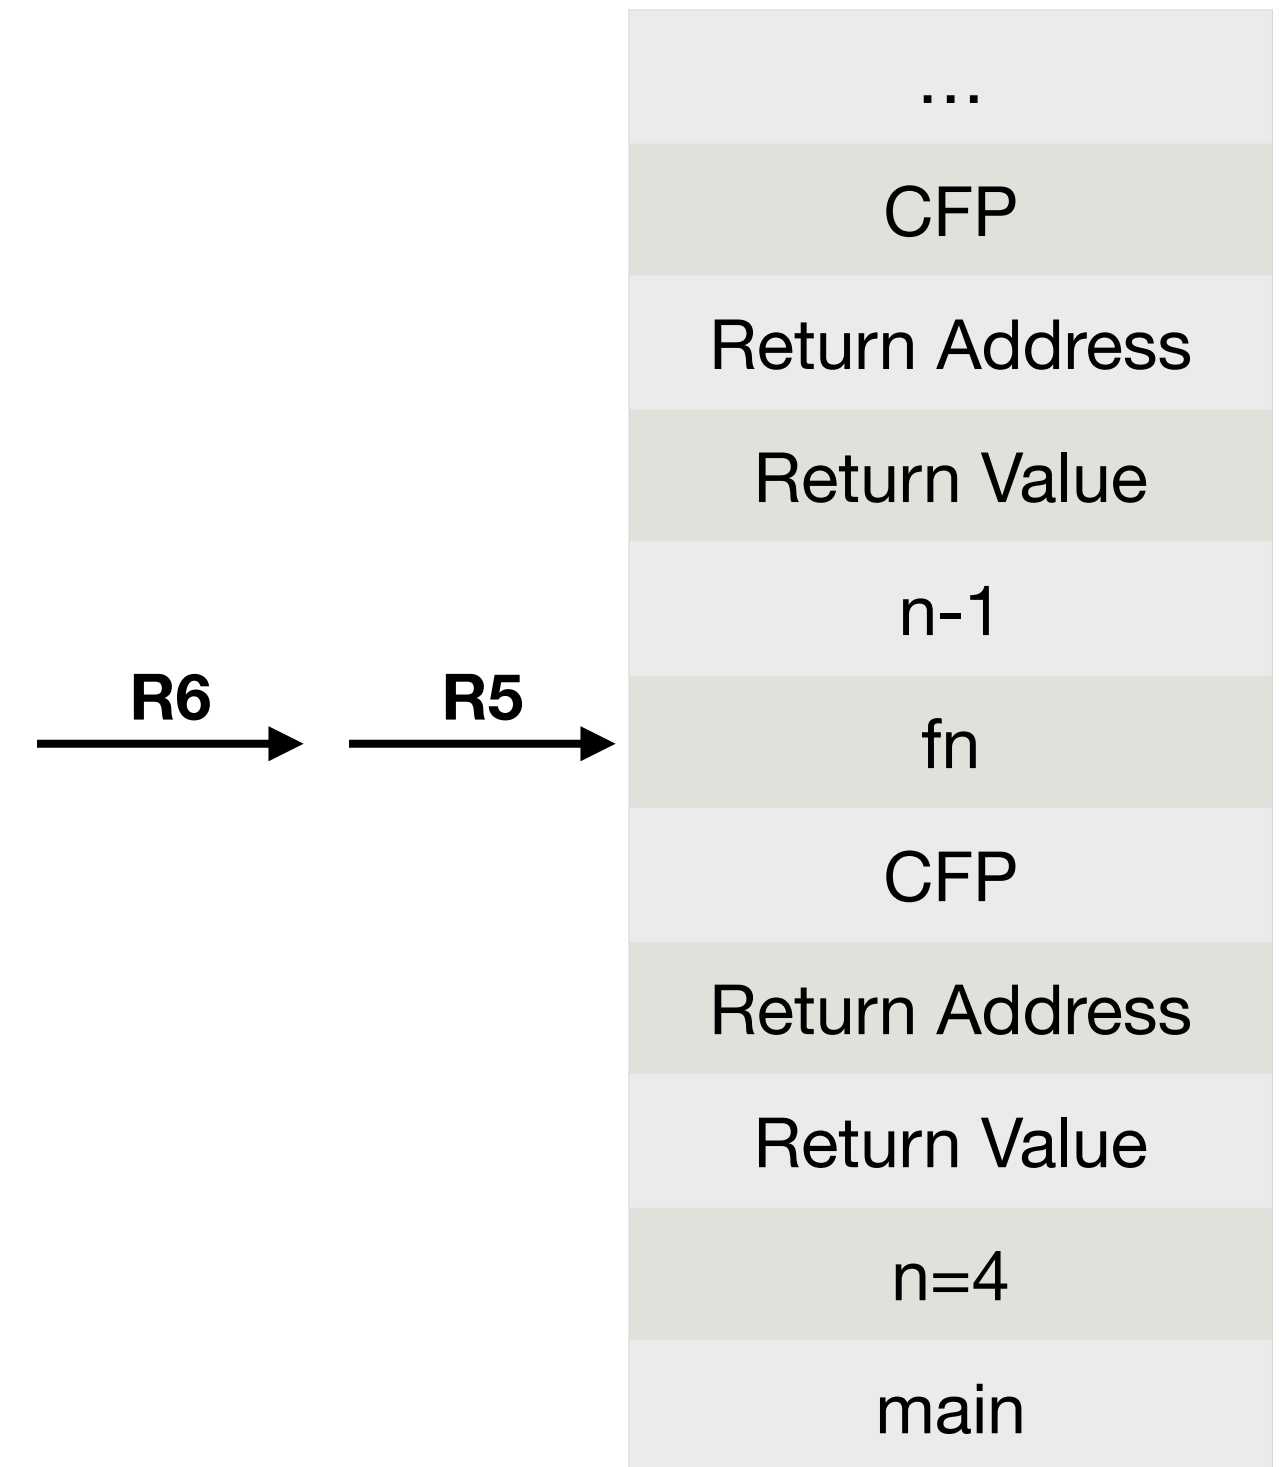 ...
CFP
Return Address
Return Value
n-1
R6 R5
fn
CFP
Return Address
Return Value
n=4
main